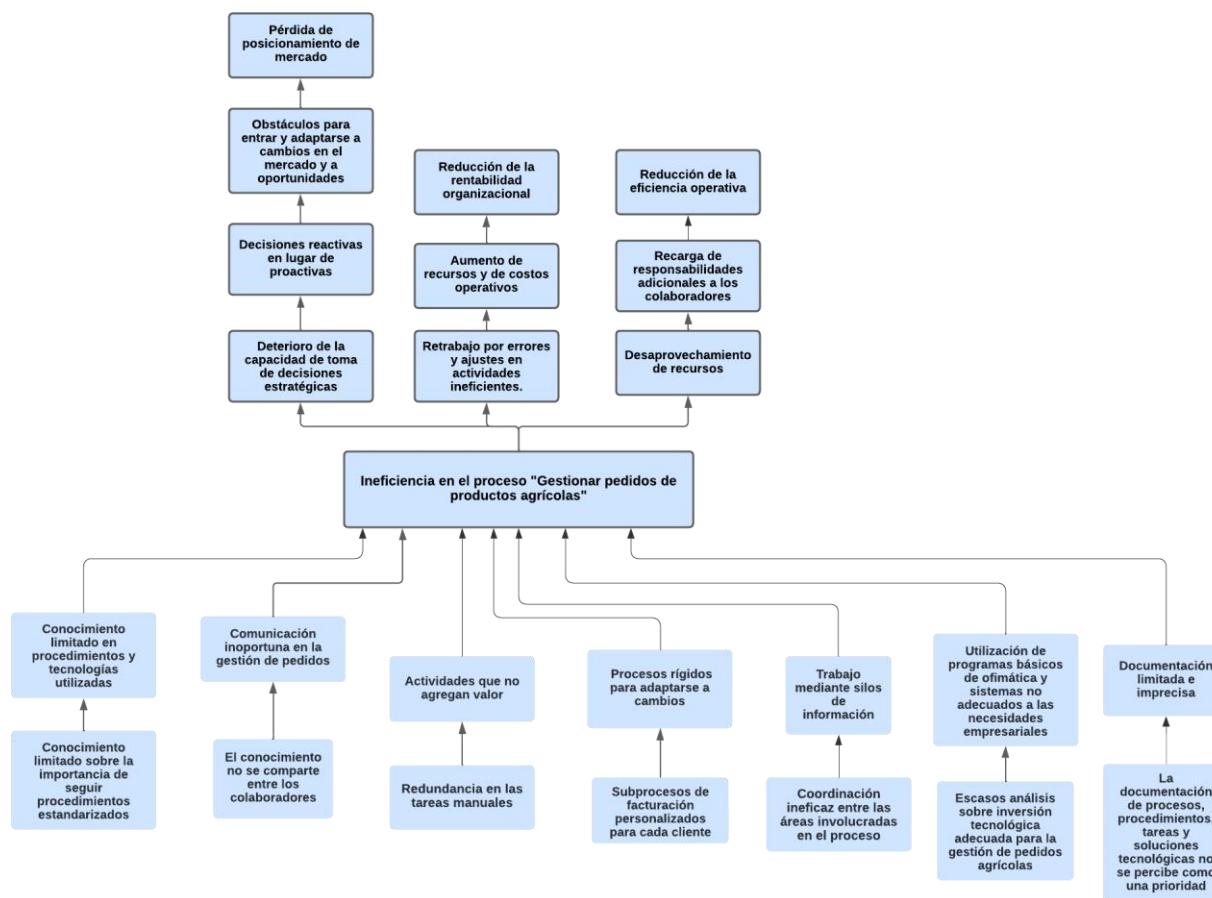 Pérdida de
posicionamiento de
mercado
Obstáculos para
entrar y adaptarse a
cambios en el
mercado y a
oportunidades
Reducción de la
rentabilidad
organizacional
Reducción de la
eficiencia operativa
Decisiones reactivas
en lugar de
proactivas
Aumento de
recursos y de costos
operativos
Recarga de
responsabilidades
adicionales a los
colaboradores
Deterioro de la
capacidad de toma
de decisiones
estratégicas
Retrabajo por errores
y ajustes en
actividades
ineficientes.
Desaprovechamiento
de recursos
Ineficiencia en el proceso "Gestionar pedidos de
productos agrícolas"
Conocimiento
limitado en
procedimientos y
tecnologías
utilizadas
Comunicación
inoportuna en la
gestión de pedidos
Actividades que no
agregan valor
Procesos rígidos
para adaptarse a
cambios
Trabajo
mediante silos
de
información
Utilización de
programas básicos
de ofimática y
sistemas no
adecuados a las
necesidades
empresariales
Documentación
limitada e
imprecisa
Conocimiento
limitado sobre la
importancia de
seguir
procedimientos
estandarizados
El conocimiento
no se comparte
entre los
colaboradores
Redundancia en las
tareas manuales
Subprocesos de
facturación
personalizados
para cada cliente
Coordinación
ineficaz entre las
áreas involucradas
en el proceso
Escasos análisis
sobre inversión
tecnológica
adecuada para la
gestión de pedidos
agrícolas
La
documentación
de procesos,
procedimientos,
tareas y
soluciones
tecnológicas no
se percibe como
una prioridad